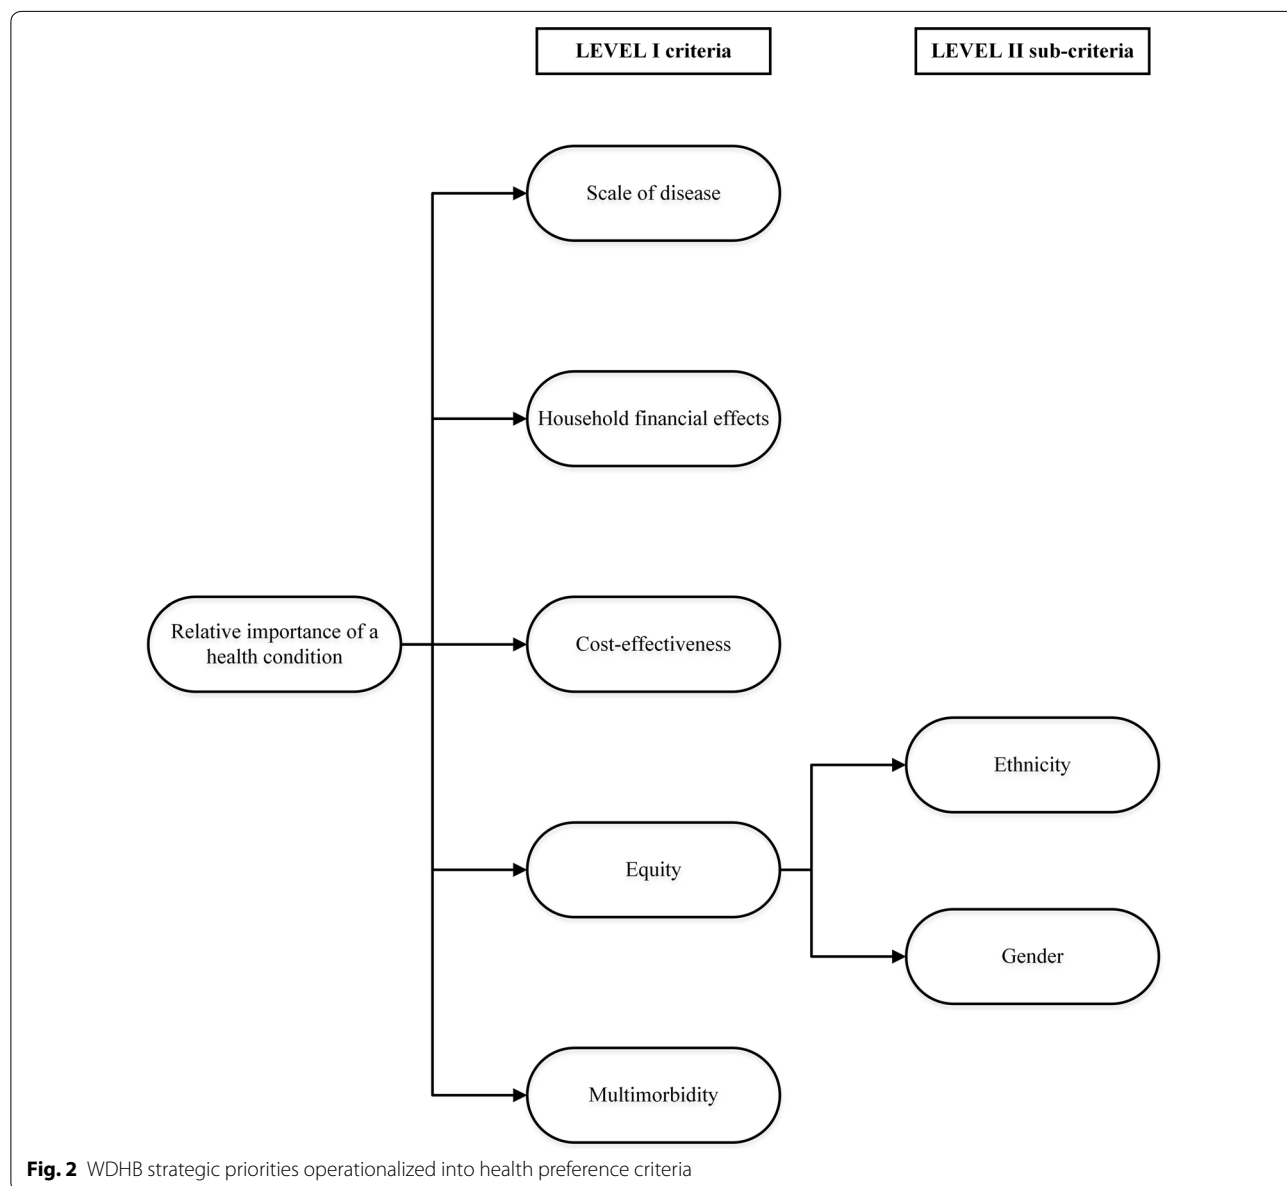 LEVEL I criteria
LEVEL II sub-criteria
Scale of disease
Household financial effects
Relative importance of a
health condition
Cost-effectiveness
Ethnicity
Equity
Gender
Multimorbidity
Fig. 2 WDHB strategic priorities operationalized into health preference criteria